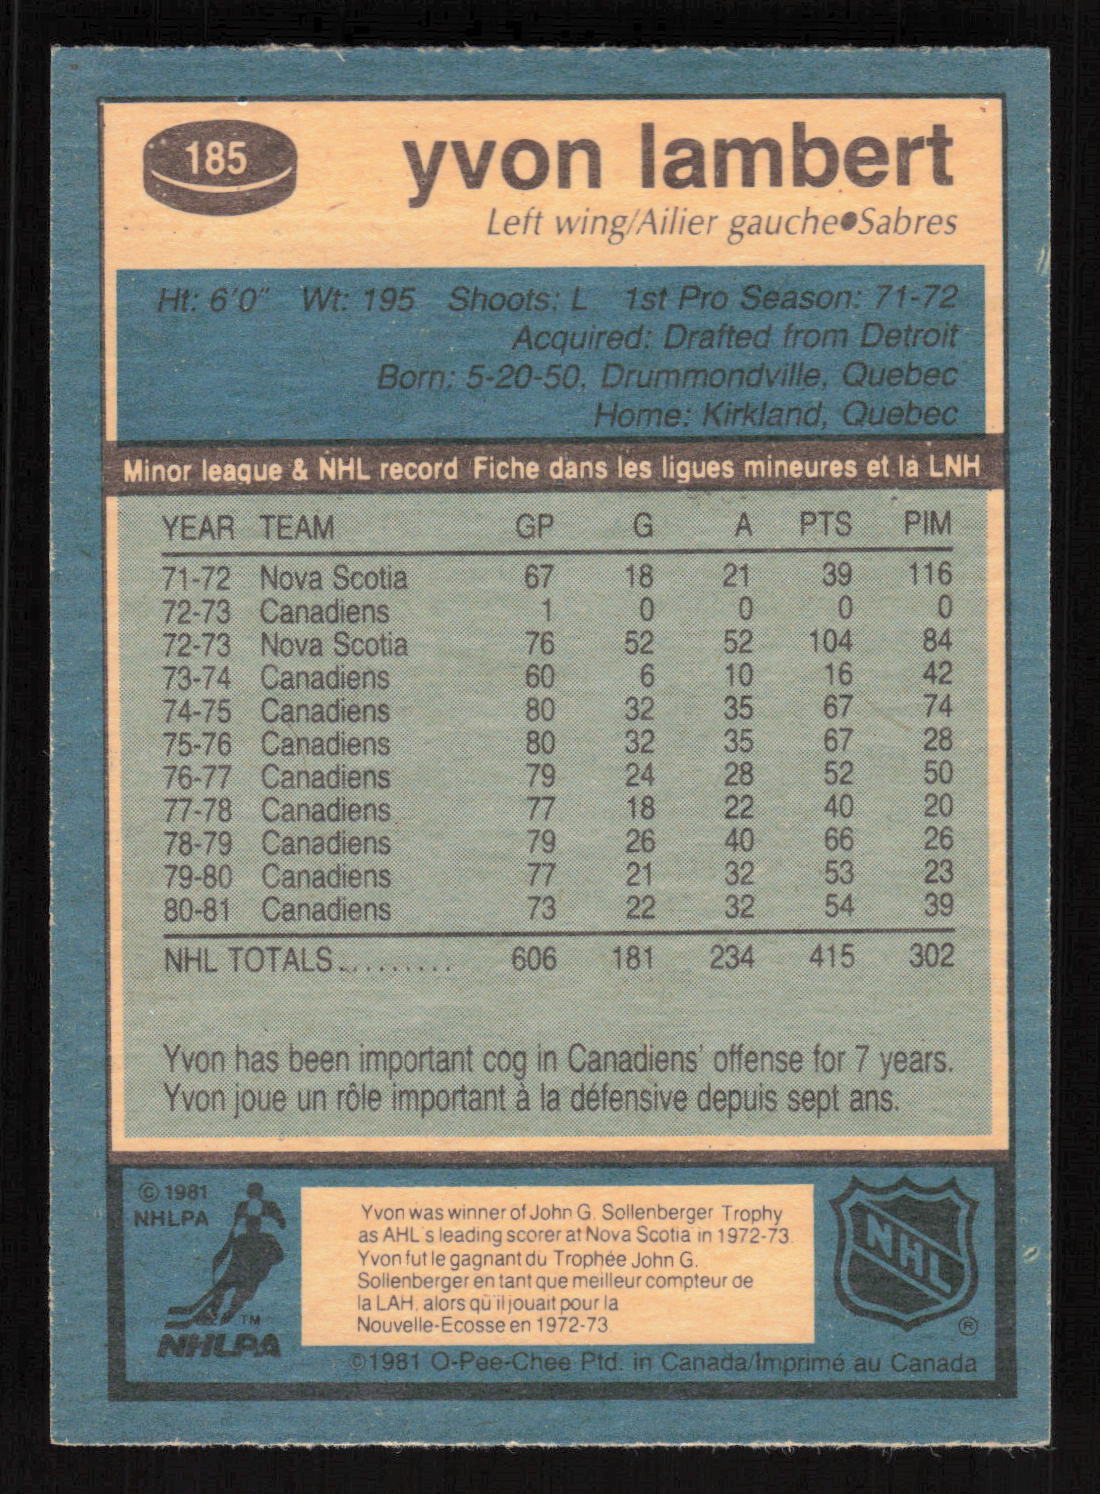 185
yvon lambert
Left wing/Ailier gauche●Sabres
Ht: 6'0" Wt: 195 Shoots: L 1st Pro Season: 71-72
Acquired: Drafted from Detroit
Born: 5-20-50, Drummondville, Quebec
Home: Kirkland, Quebec
Minor league & NHL record Fiche dans les ligues mineures et la LNH
YEAR TEAM GP G A PTS PIM
71-72 Nova Scotia 67 18 21 39 116
72-73 Canadiens 1 0 0 0 0
72-73 Nova Scotia 76 52 52 104 84
73-74 Canadiens 60 6 10 16 42
74-75 Canadiens 80 32 35 67 74
75-76 Canadiens 80 32 35 67 28
76-77 Canadiens 79 24 28 52 50
77-78 Canadiens 77 18 22 40 20
78-79 Canadiens 79 26 40 66 26
79-80 Canadiens 77 21 32 53 23
80-81 Canadiens 73 22 32 54 39
NHL TOTALS.......... 606 181 234 415 302
Yvon has been important cog in Canadiens' offense for 7 years.
Yvon joue un rôle important à la défensive depuis sept ans.
© 1981
NHLPA
TM
NHLPA
Yvon was winner of John G. Sollenberger Trophy
as AHL's leading scorer at Nova Scotia in 1972-73.
Yvon fut le gagnant du Trophée John G.
Sollenberger en tant que meilleur compteur de
la LAH, alors qu'il jouait pour la
Nouvelle-Ecosse en 1972-73.
NHL
®
©1981 O-Pee-Chee Ptd. in Canada/Imprimé au Canada